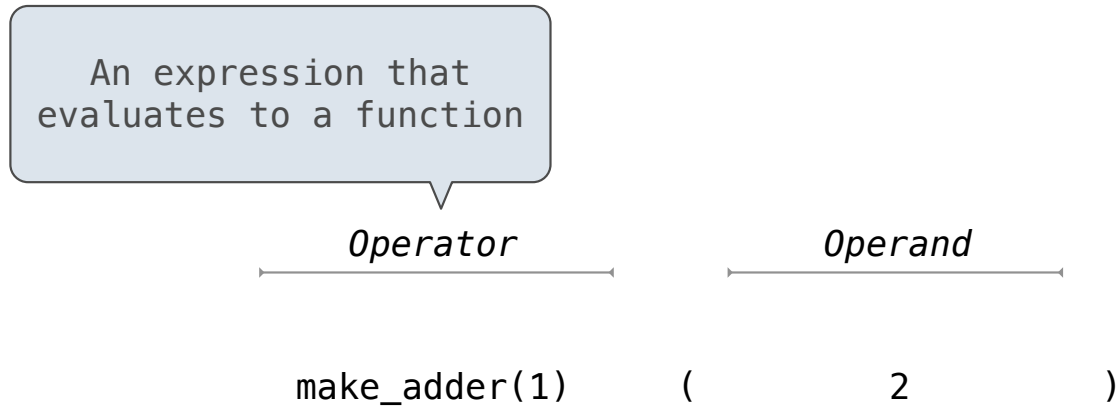 An expression that
evaluates to a function
Operator Operand
make_adder(1) ( 2 )